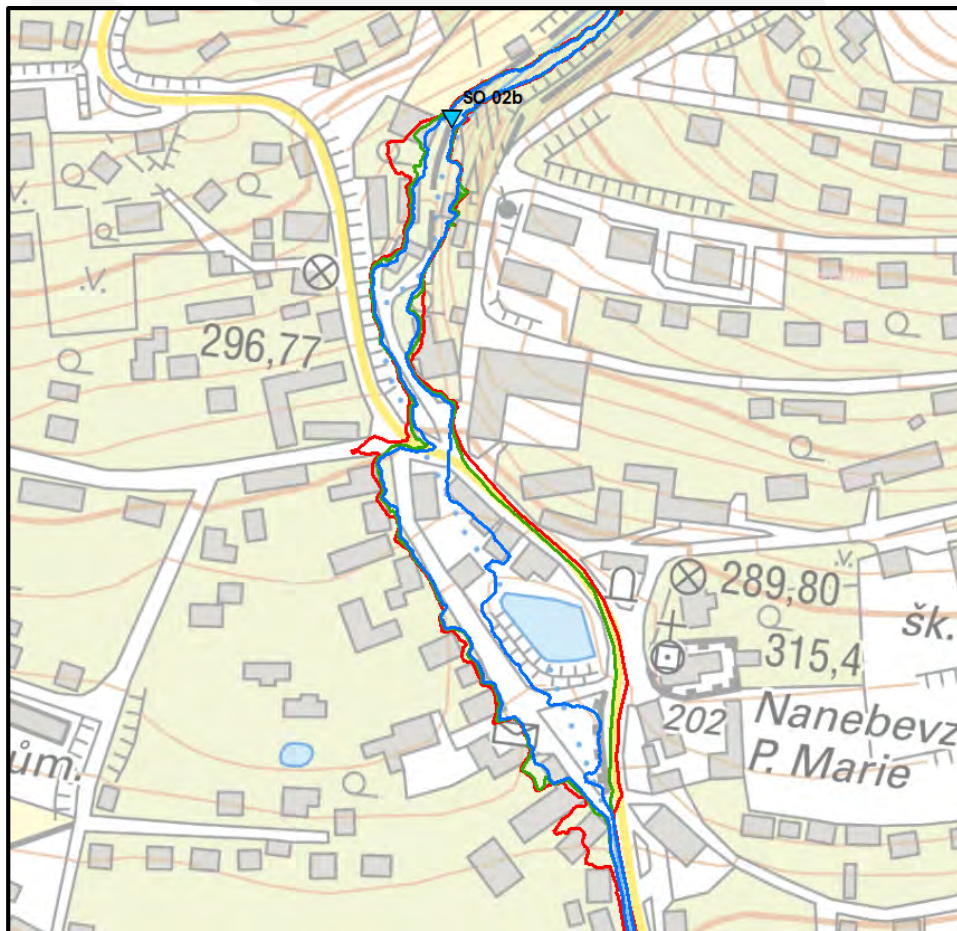 SO 02b
.V.
.V.
296,77
.v.
289,80
šk.
315,4
202
Nanebevz
P. Marie
ům.